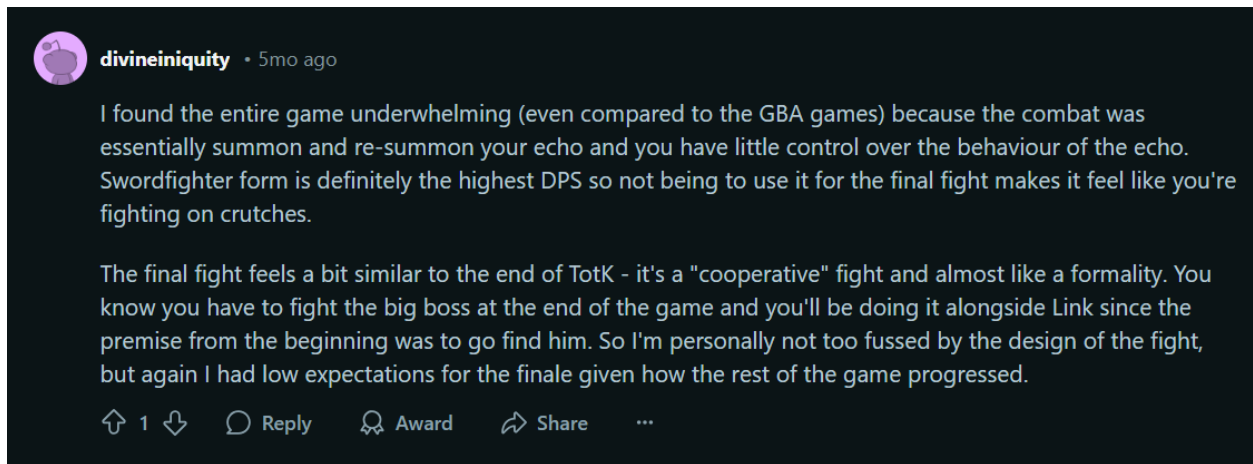 divineiniquity • 5mo ago
I found the entire game underwhelming (even compared to the GBA games) because the combat was
essentially summon and re-summon your echo and you have little control over the behaviour of the echo.
Swordfighter form is definitely the highest DPS so not being to use it for the final fight makes it feel like you're
fighting on crutches.
The final fight feels a bit similar to the end of TotK - it's a "cooperative" fight and almost like a formality. You
know you have to fight the big boss at the end of the game and you'll be doing it alongside Link since the
premise from the beginning was to go find him. So I'm personally not too fussed by the design of the fight,
but again I had low expectations for the finale given how the rest of the game progressed.
1 Reply Award Share ...